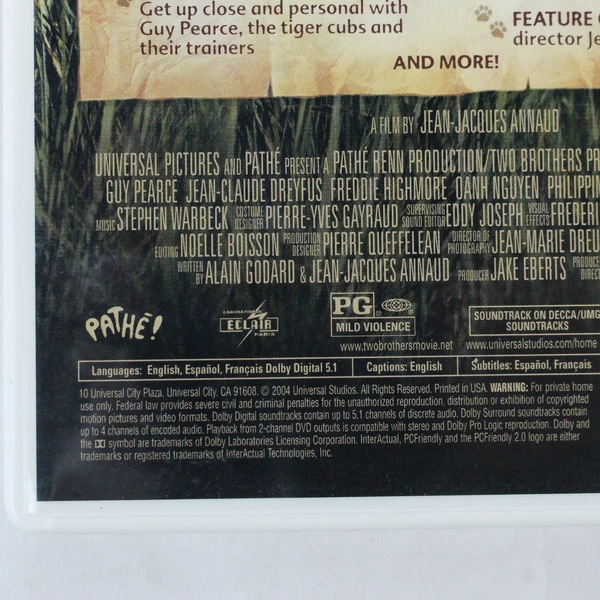 Get up close and personal with
Guy Pearce, the tiger cubs and
their trainers
FEATURE
director
AND MORE!
A FILM BY JEAN-JACQUES ANNAUD
UNIVERSAL PICTURES AND PATHÉ PRESENT A PATHÉ RENN PRODUCTION/TWO BROTHERS
GUY PEARCE JEAN-CLAUDE DREYFUS FREDDIE HIGHMORE OANH NGUYEN
MUSIC STEPHEN WARBECK COSTUME DESIGNER PIERRE-YVES GAYRAUD SUPERVISING SOUND EDITOR EDDY JOSEPH VISUAL EFFECTS
EDITING NOELLE BOISSON PRODUCTION DESIGNER PIERRE QUEFFELEAN DIRECTOR OF PHOTOGRAPHY JEAN-MARIE
WRITTEN BY ALAIN GODARD & JEAN-JACQUES ANNAUD PRODUCER JAKE EBERTS
PATHÉ!
LABORATOIRES
ECLAIR
PARIS
PG
MILD VIOLENCE
SOUNDTRACK ON DECCA/UMG
SOUNDTRACKS
www.twobrothersmovie.net www.universalstudios.com/home
Languages: English, Español, Français Dolby Digital 5.1 Captions: English Subtitles: Español, Français
10 Universal City Plaza, Universal City, CA 91608. © 2004 Universal Studios. All Rights Reserved. Printed in USA. WARNING: For private home
use only. Federal law provides severe civil and criminal penalties for the unauthorized reproduction, distribution or exhibition of copyrighted
motion pictures and video formats. Dolby Digital soundtracks contain up to 5.1 channels of discrete audio. Dolby Surround soundtracks contain
up to 4 channels of encoded audio. Playback from 2-channel DVD outputs is compatible with stereo and Dolby Pro Logic reproduction. Dolby and
the symbol are trademarks of Dolby Laboratories Licensing Corporation. InterActual, PCFriendly and the PCFriendly 2.0 logo are either
trademarks or registered trademarks of InterActual Technologies, Inc.